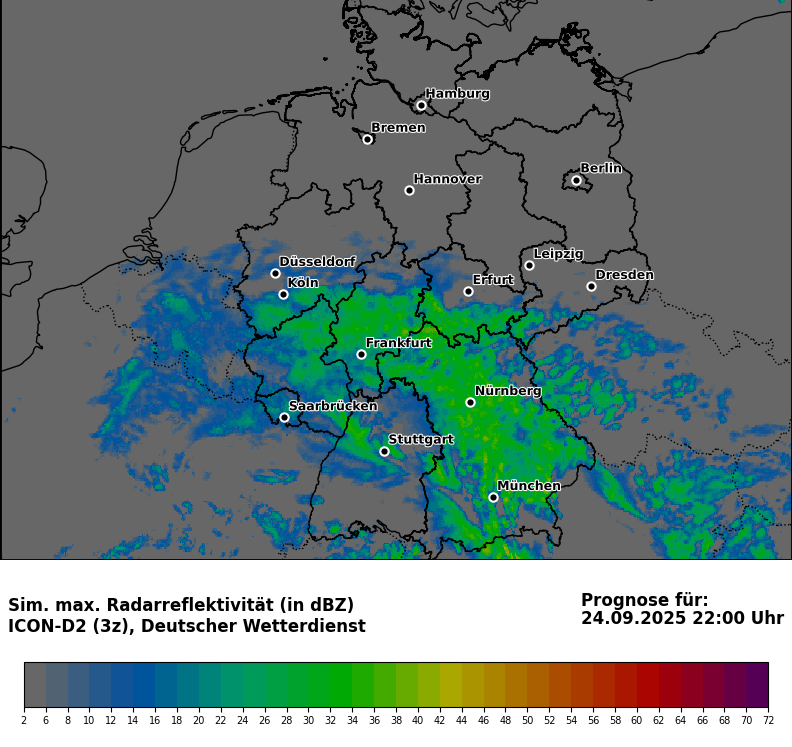 Hamburg
Bremen
Berlin
Hannover
Leipzig
Düsseldorf
Dresden
Köln
Erfurt
Frankfurt
Nürnberg
Saarbrücken
Stuttgart
München
Sim. max. Radarreflektivität (in dBZ)
ICON-D2 (3z), Deutscher Wetterdienst
Prognose für:
24.09.2025 22:00 Uhr
2 6 8 10 12 14 16 18 20 22 24 26 28 30 32 34 36 38 40 42 44 46 48 50 52 54 56 58 60 62 64 66 68 70 72